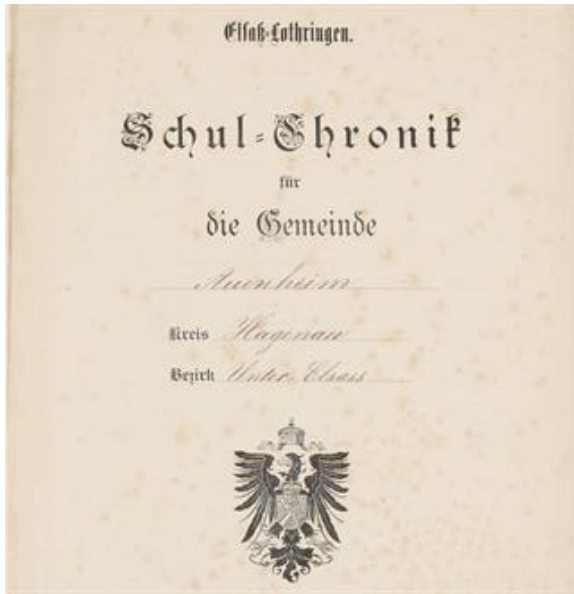 Elsaß-Lothringen.
Schul-Chronik
für
die Gemeinde
Auenheim
Kreis Hagenau
Bezirk Unter Elsass